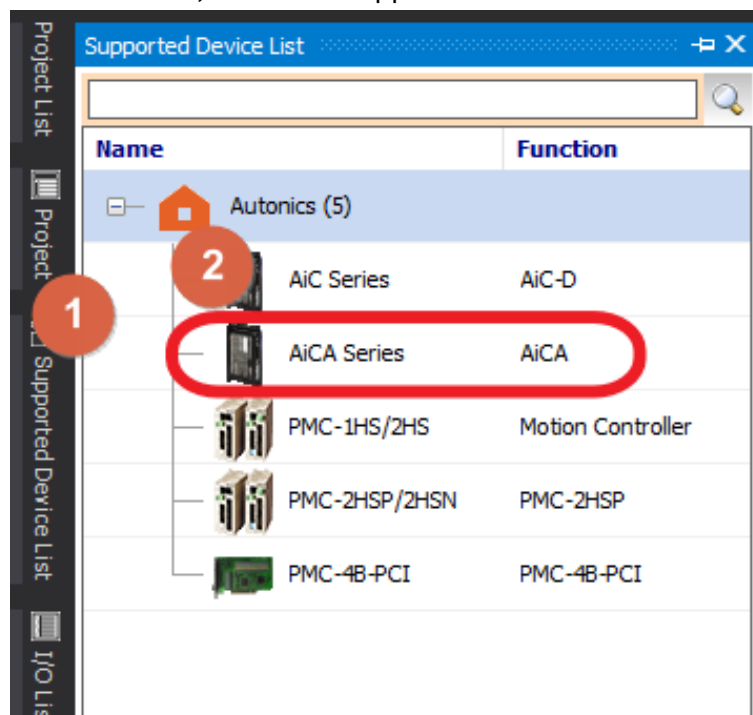 Project List
Project
Supported Device List
I/O Lis
Supported Device List
Name Function
Autonics (5)
AiC Series AiC-D
AiCA Series AiCA
PMC-1HS/2HS Motion Controller
PMC-2HSP/2HSN PMC-2HSP
PMC-4B-PCI PMC-4B-PCI
1
2